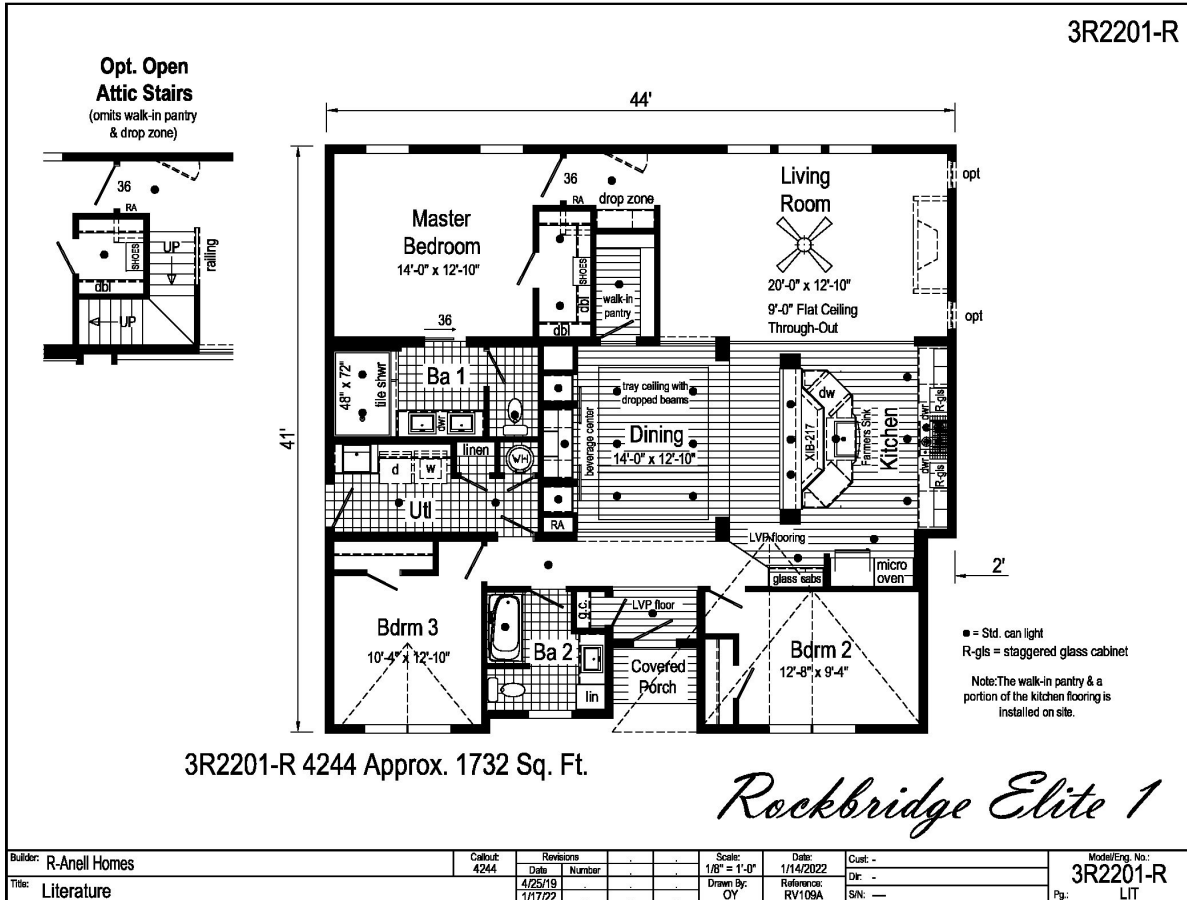 3R2201-R
Opt. Open
Attic Stairs
(omits walk-in pantry
& drop zone)
36
RA
SHOES
UP
railing
dbl
UP
44'
41'
Master
Bedroom
14'-0" x 12'-10"
36
RA
drop zone
SHOES
dbl
dbl
walk-in
pantry
Living
Room
20'-0" x 12'-10"
9'-0" Flat Ceiling
Through-Out
opt
opt
36
48" x 72"
tile shwr
Ba 1
dwr
linen
WH
d
w
Utl
RA
beverage center
tray ceiling with
dropped beams
Dining
14'-0" x 12'-10"
dw
XIB-217
Farmers Sink
Kitchen
R-gls
dwr
dwr
R-gls
LVP flooring
glass sabs
micro
oven
2'
Bdrm 3
10'-4" x 12'-10"
Ba 2
g.c.
lin
LVP floor
Covered
Porch
Bdrm 2
12'-8" x 9'-4"
● = Std. can light
R-gls = staggered glass cabinet
Note:The walk-in pantry & a
portion of the kitchen flooring is
installed on site.
3R2201-R 4244 Approx. 1732 Sq. Ft.
Rockbridge Elite 1
Builder: R-Anell Homes
Title: Literature
Callout:
4244
Revisions
Date Number
4/25/19
1/17/22
Scale:
1/8" = 1'-0"
Drawn By:
OY
Date:
1/14/2022
Reference:
RV109A
Cust: -
Dir: -
S/N: —
Model/Eng. No.:
3R2201-R
Pg.: LIT